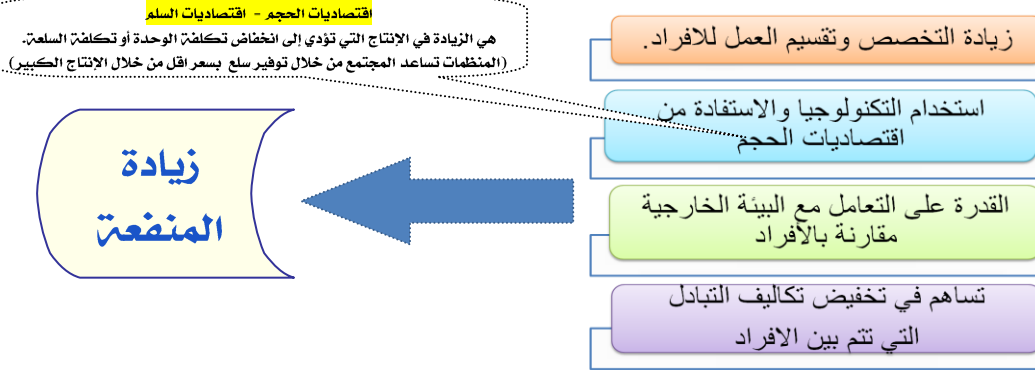 اقتصاديات الحجم - اقتصاديات السلم
هي الزيادة في الإنتاج التي تؤدي إلى انخفاض تكلفة الوحدة أو تكلفة السلعة.
(المنظمات تساعد المجتمع من خلال توفير سلع بسعر اقل من خلال الإنتاج الكبير)
زيادة التخصص وتقسيم العمل للافراد.
استخدام التكنولوجيا والاستفادة من
اقتصاديات الحجم
القدرة على التعامل مع البيئة الخارجية
مقارنة بالأفراد
تساهم في تخفيض تكاليف التبادل
التي تتم بين الافراد
زيادة
المنفعة